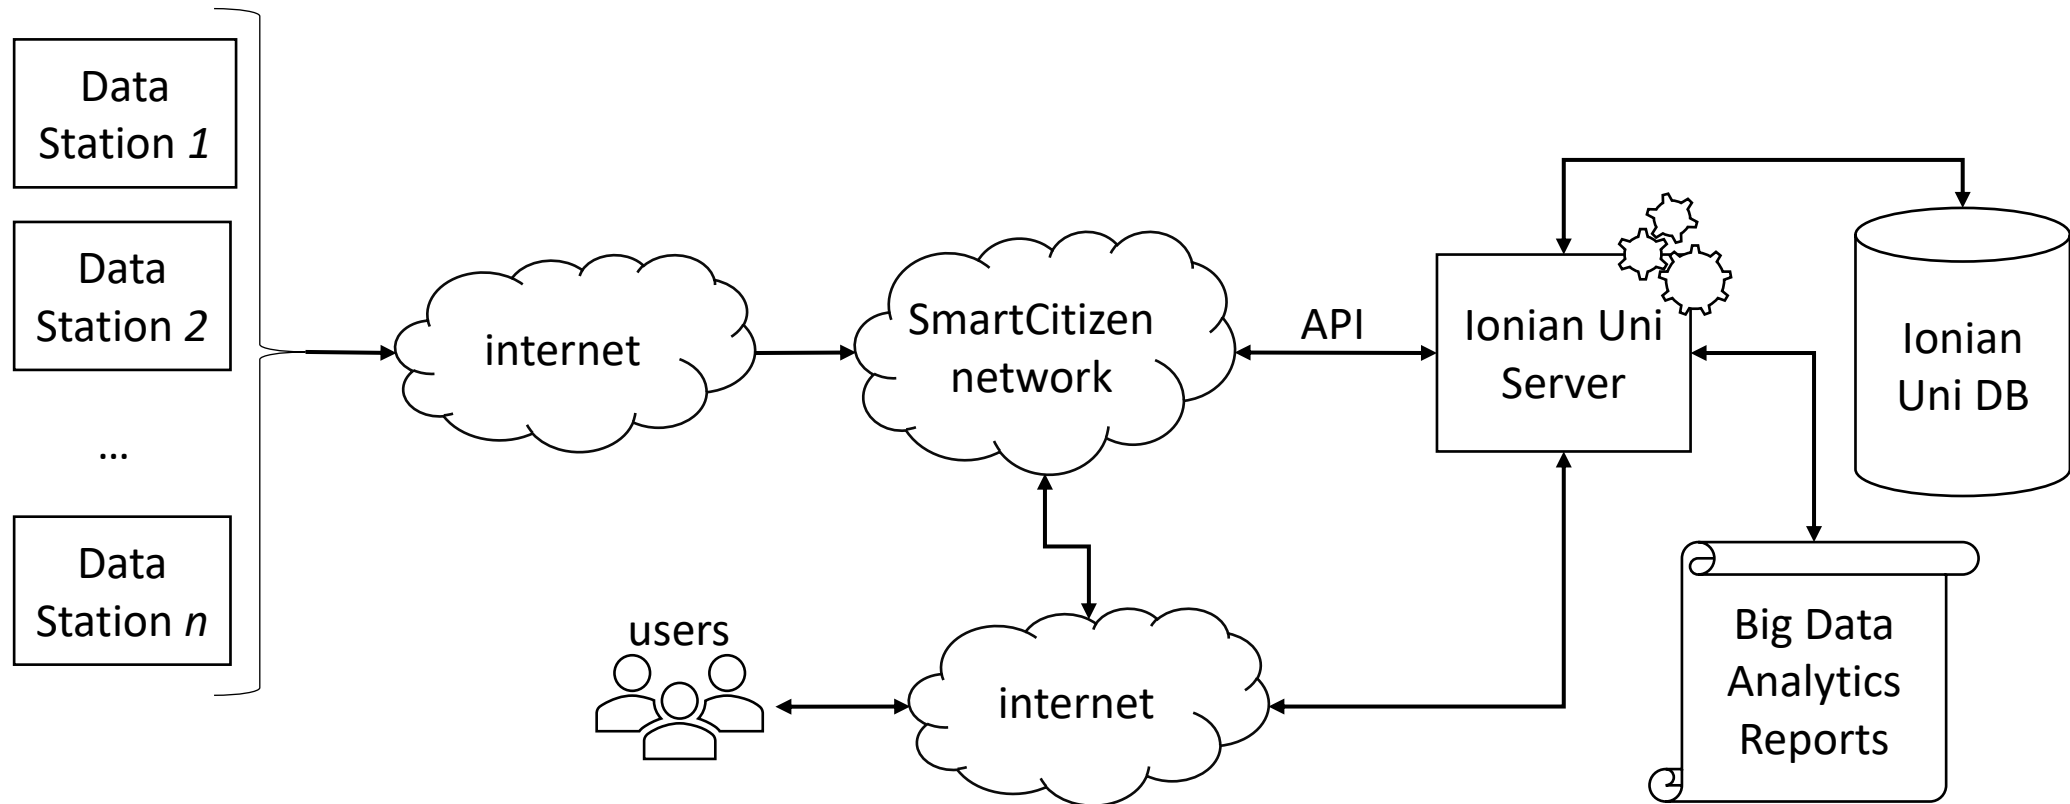 Data
Station 1
Data
Station 2
...
Data
Station n
internet
SmartCitizen
network
API
Ionian Uni
Server
Ionian
Uni DB
users
internet
Big Data
Analytics
Reports